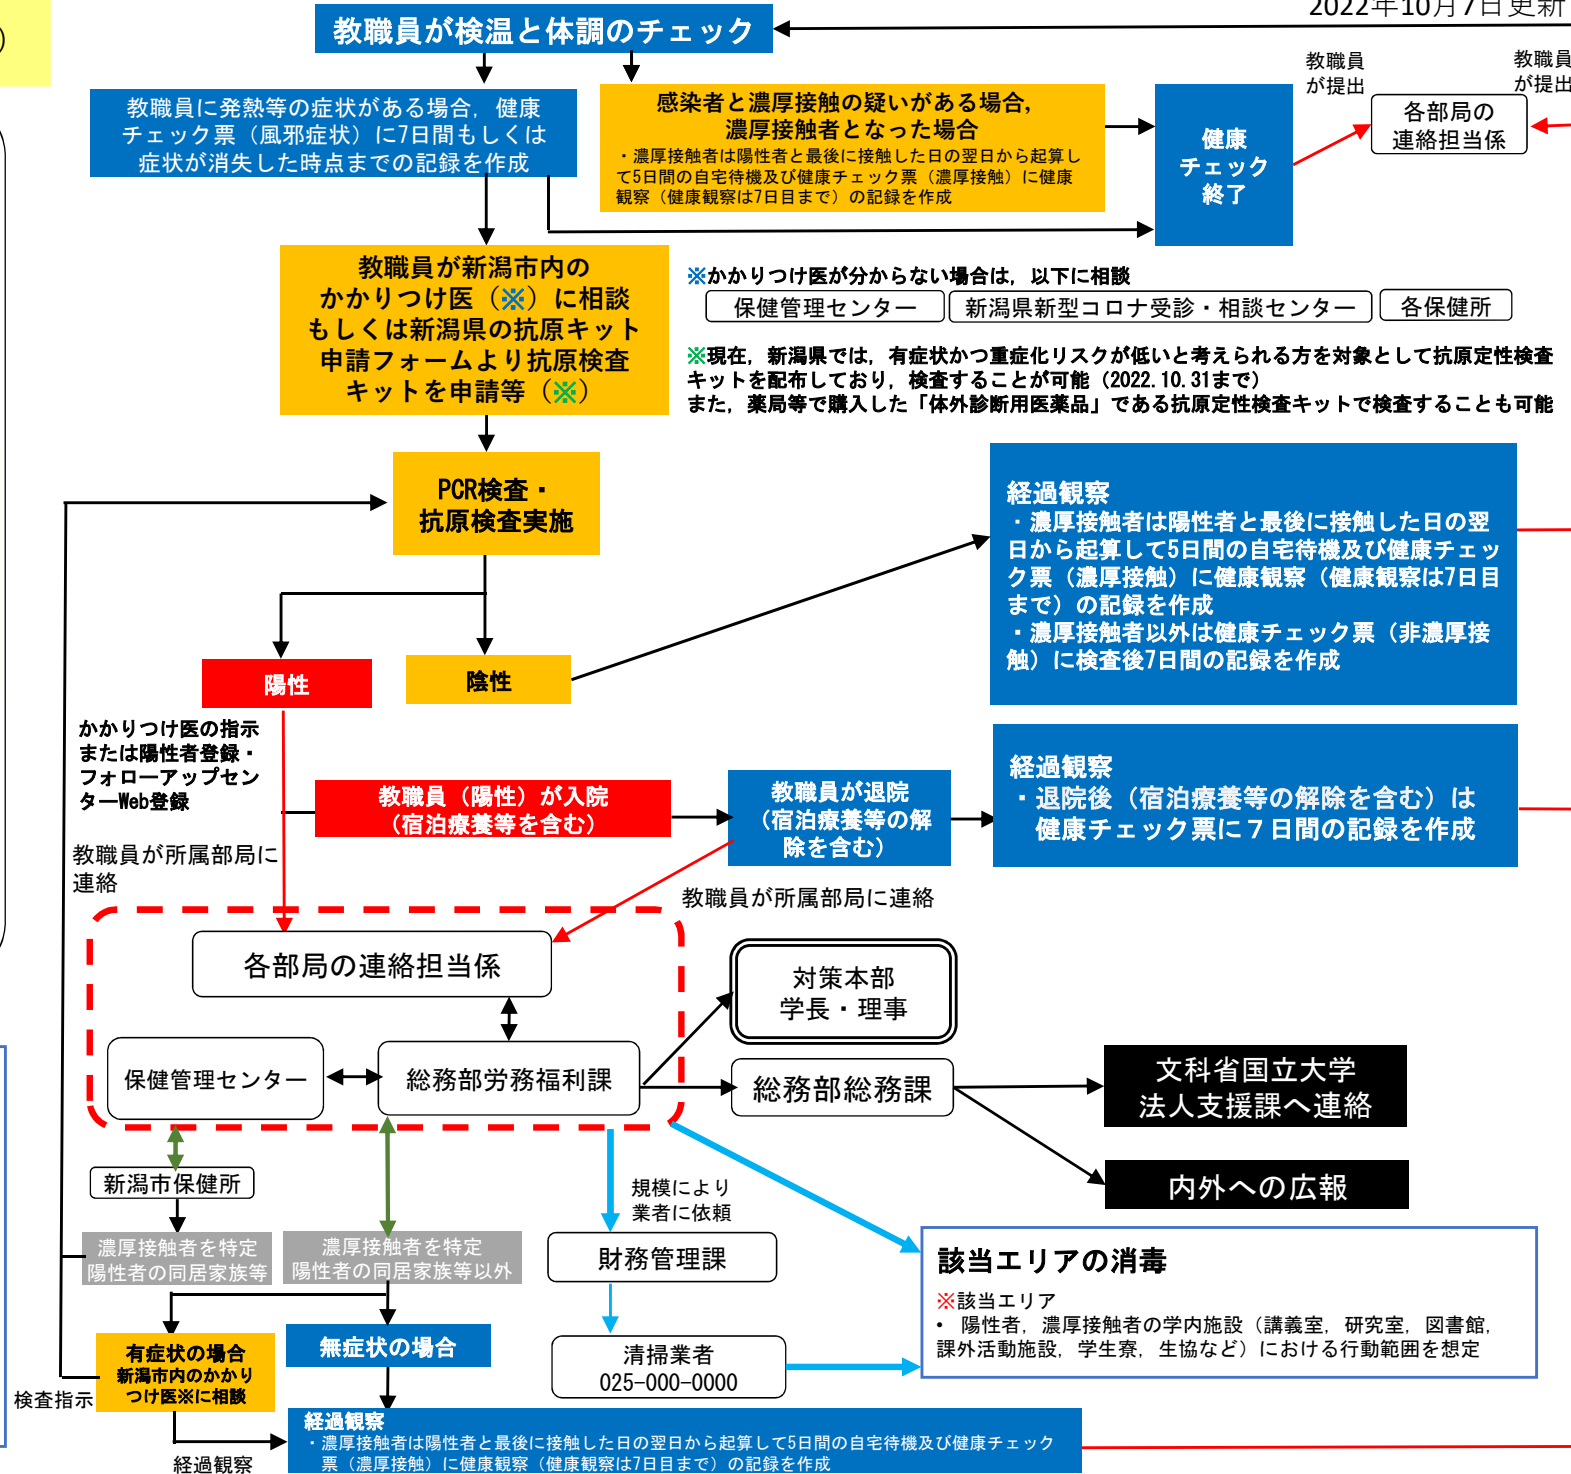 2022年10月7日更新
)
教職員が検温と体調のチェック
教職員に発熱等の症状がある場合，健康
チェック票（風邪症状）に7日間もしくは
症状が消失した時点までの記録を作成
感染者と濃厚接触の疑いがある場合，
濃厚接触者となった場合
・濃厚接触者は陽性者と最後に接触した日の翌日から起算し
て5日間の自宅待機及び健康チェック票（濃厚接触）に健康
観察（健康観察は7日目まで）の記録を作成
健康
チェック
終了
教職員
が提出
各部局の
連絡担当係
教職員
が提出
教職員が新潟市内の
かかりつけ医（※）に相談
もしくは新潟県の抗原キット
申請フォームより抗原検査
キットを申請等（※）
※かかりつけ医が分からない場合は，以下に相談
保健管理センター
新潟県新型コロナ受診・相談センター
各保健所
※現在，新潟県では，有症状かつ重症化リスクが低いと考えられる方を対象として抗原定性検査
キットを配布しており，検査することが可能（2022.10.31まで）
また，薬局等で購入した「体外診断用医薬品」である抗原定性検査キットで検査することも可能
PCR検査・
抗原検査実施
経過観察
・濃厚接触者は陽性者と最後に接触した日の翌
日から起算して5日間の自宅待機及び健康チェッ
ク票（濃厚接触）に健康観察（健康観察は7日目
まで）の記録を作成
・濃厚接触者以外は健康チェック票（非濃厚接
触）に検査後7日間の記録を作成
陽性
陰性
かかりつけ医の指示
または陽性者登録・
フォローアップセン
ターWeb登録
教職員（陽性）が入院
（宿泊療養等を含む）
教職員が退院
（宿泊療養等の解
除を含む）
経過観察
・退院後（宿泊療養等の解除を含む）は
健康チェック票に７日間の記録を作成
教職員が所属部局に
連絡
教職員が所属部局に連絡
各部局の連絡担当係
対策本部
学長・理事
保健管理センター
総務部労務福利課
総務部総務課
文科省国立大学
法人支援課へ連絡
内外への広報
新潟市保健所
規模により
業者に依頼
濃厚接触者を特定
陽性者の同居家族等
濃厚接触者を特定
陽性者の同居家族等以外
財務管理課
該当エリアの消毒
※該当エリア
• 陽性者，濃厚接触者の学内施設（講義室，研究室，図書館，
課外活動施設，学生寮，生協など）における行動範囲を想定
有症状の場合
新潟市内のかかり
つけ医※に相談
無症状の場合
清掃業者
025-000-0000
検査指示
経過観察
経過観察
・濃厚接触者は陽性者と最後に接触した日の翌日から起算して5日間の自宅待機及び健康チェック
票（濃厚接触）に健康観察（健康観察は7日目まで）の記録を作成